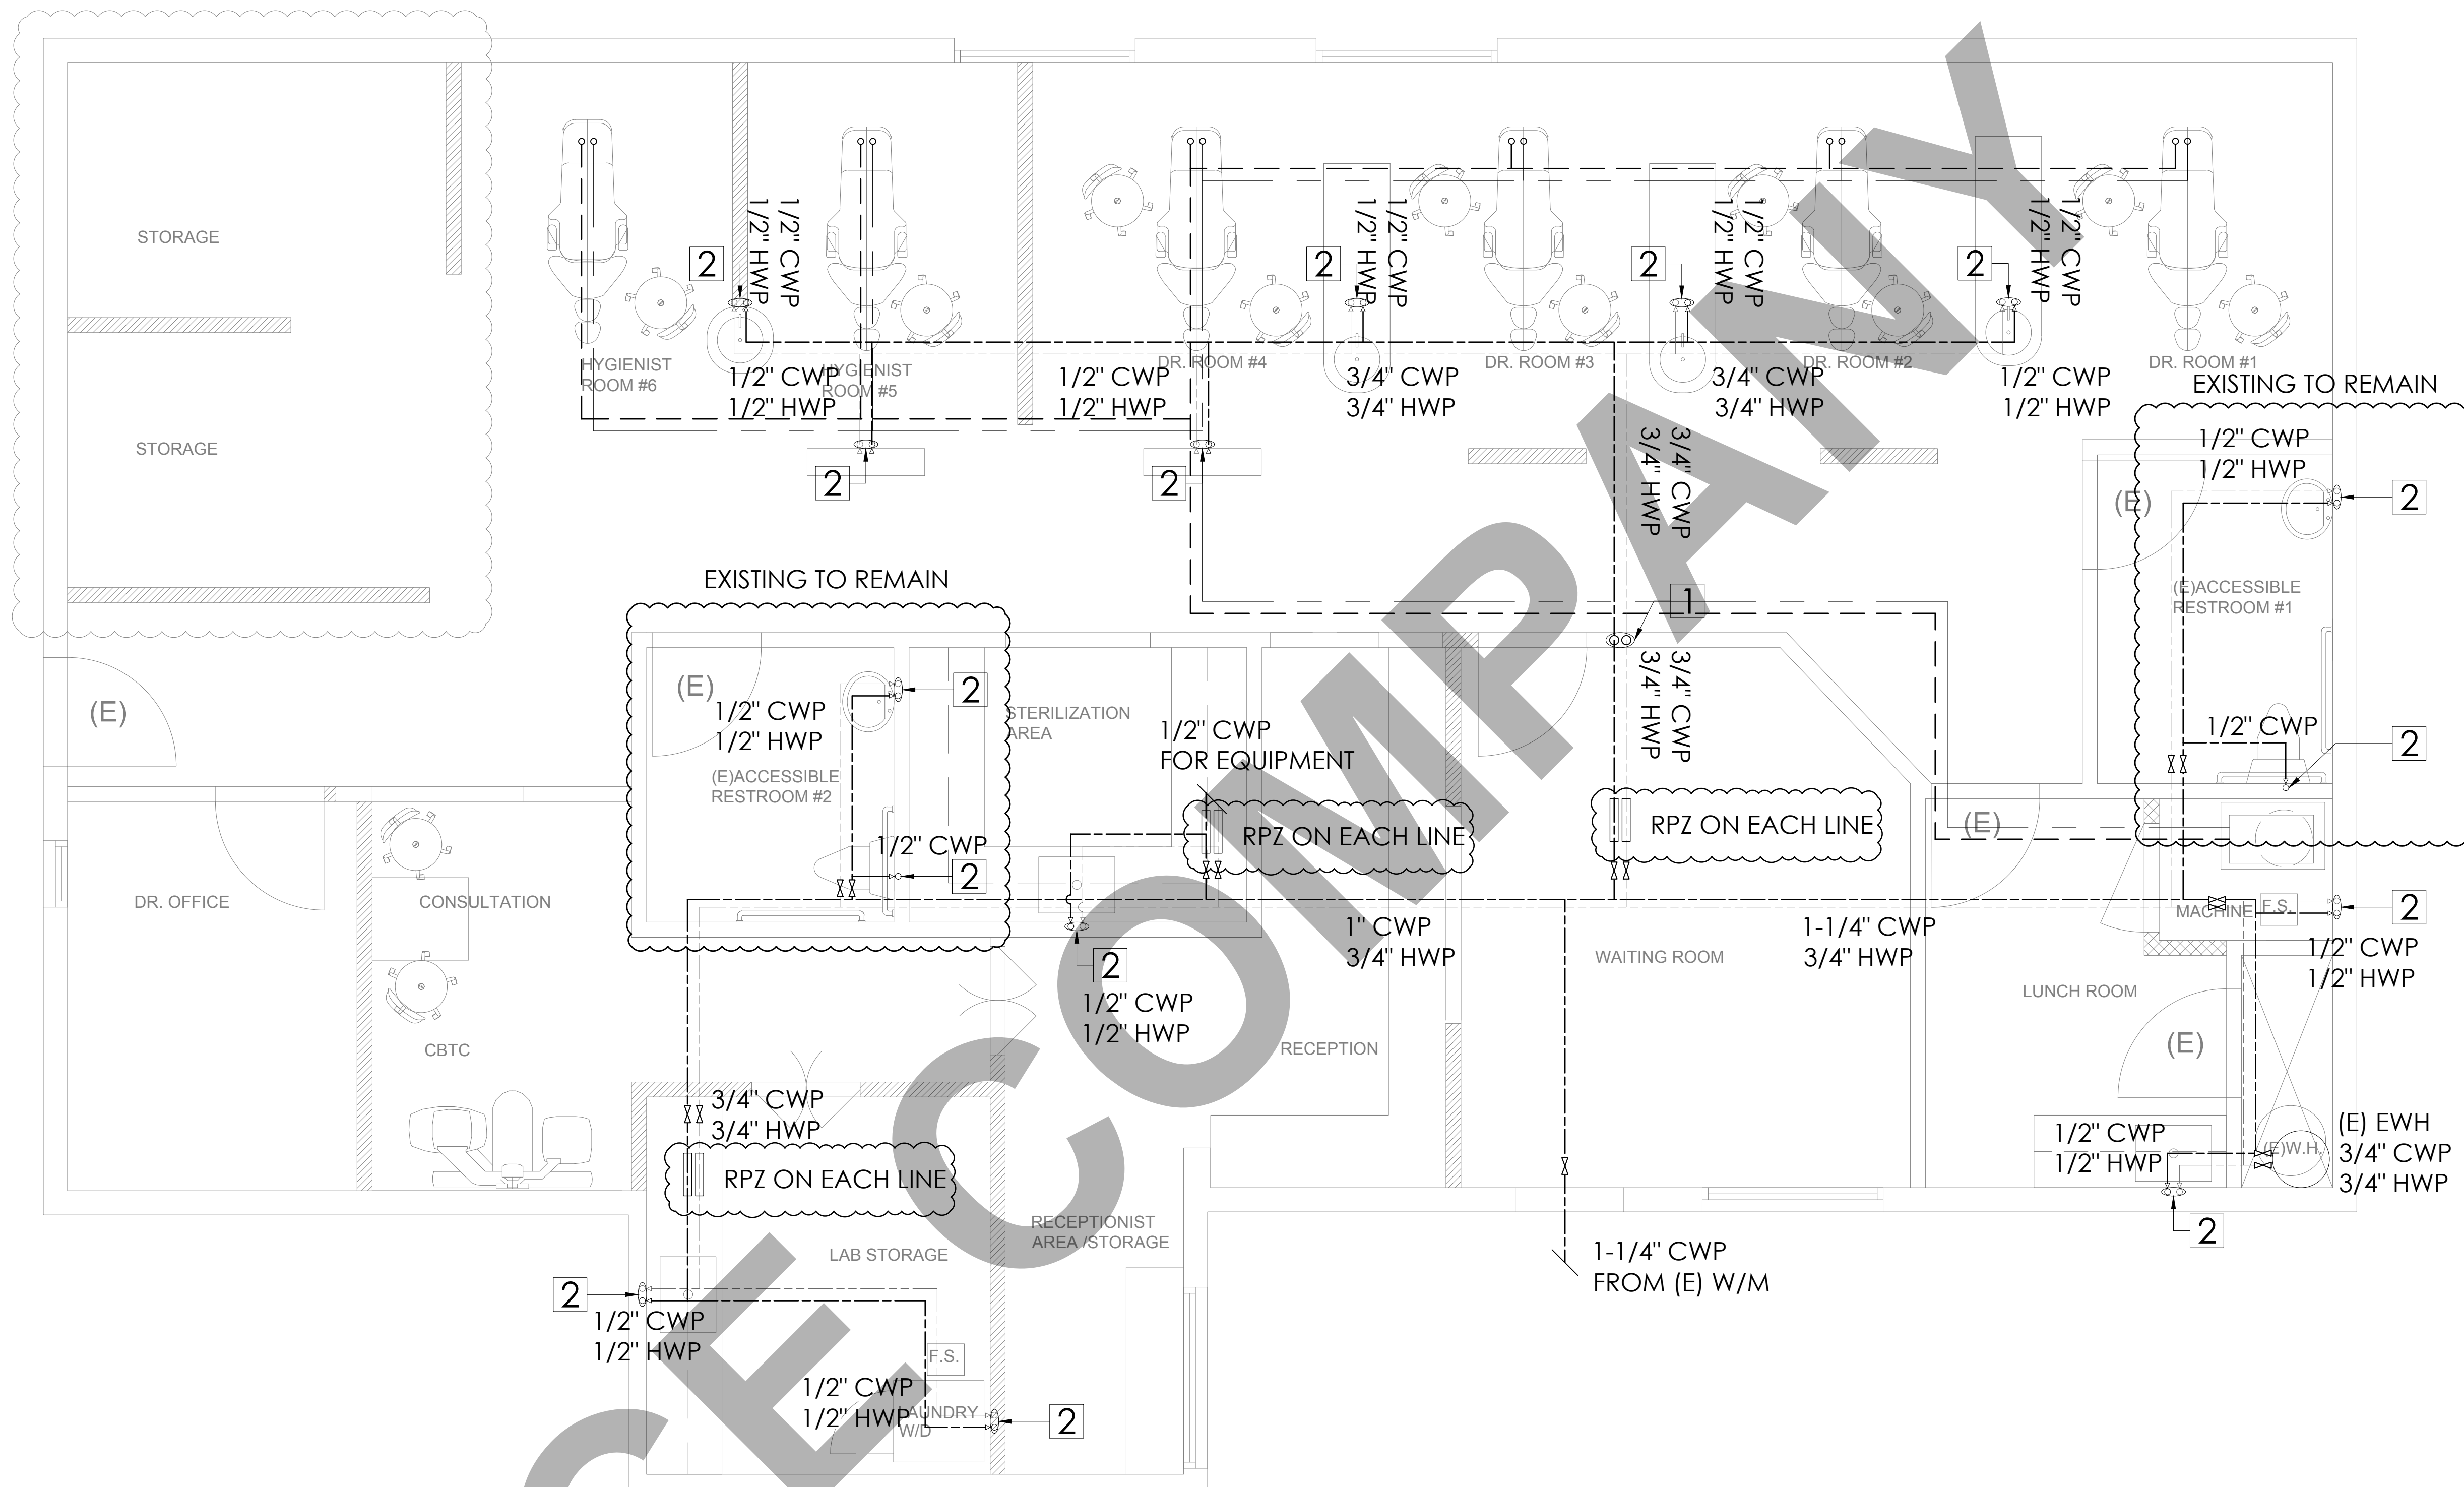 STORAGE
STORAGE
2
1/2" CWP
1/2" HWP
2
1/2" CWP
1/2" HWP
2
1/2" CWP
1/2" HWP
2
1/2" CWP
1/2" HWP
HYGIENIST
ROOM #6
HYGIENIST
ROOM #5
DR. ROOM #4
DR. ROOM #3
DR. ROOM #2
DR. ROOM #1
1/2" CWP
1/2" HWP
1/2" CWP
1/2" HWP
3/4" CWP
3/4" HWP
3/4" CWP
3/4" HWP
1/2" CWP
1/2" HWP
EXISTING TO REMAIN
1/2" CWP
1/2" HWP
2
2
2
3/4" CWP
3/4" HWP
(E)
(E)ACCESSIBLE
RESTROOM #1
EXISTING TO REMAIN
1
(E)
(E)
2
1/2" CWP
1/2" HWP
(E)ACCESSIBLE
RESTROOM #2
1/2" CWP
2
STERILIZATION
AREA
1/2" CWP
FOR EQUIPMENT
RPZ ON EACH LINE
3/4" CWP
3/4" HWP
RPZ ON EACH LINE
1/2" CWP
2
(E)
DR. OFFICE
CONSULTATION
CBTC
2
1/2" CWP
1/2" HWP
1" CWP
3/4" HWP
WAITING ROOM
1-1/4" CWP
3/4" HWP
MACHINE
F.S.
2
1/2" CWP
1/2" HWP
LUNCH ROOM
(E)
RECEPTION
3/4" CWP
3/4" HWP
RPZ ON EACH LINE
1/2" CWP
1/2" HWP
(E)W.H.
(E) EWH
3/4" CWP
3/4" HWP
2
LAB STORAGE
RECEPTIONIST
AREA /STORAGE
1-1/4" CWP
FROM (E) W/M
2
1/2" CWP
1/2" HWP
F.S.
1/2" CWP
1/2" HWP
LAUNDRY
W/D
2
CE COMPANY